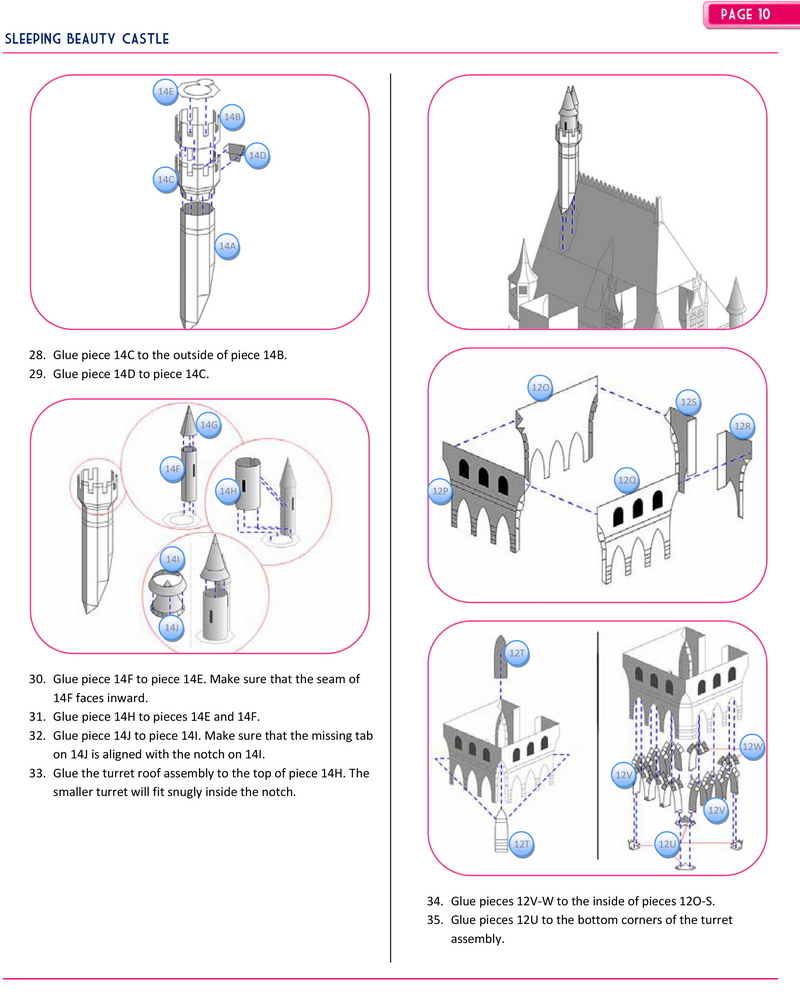 PAGE 10
SLEEPING BEAUTY CASTLE
14E
14B
14D
14C
14A
28. Glue piece 14C to the outside of piece 14B.
29. Glue piece 14D to piece 14C.
14G
14F
14H
14I
14J
30. Glue piece 14F to piece 14E. Make sure that the seam of
14F faces inward.
31. Glue piece 14H to pieces 14E and 14F.
32. Glue piece 14J to piece 14I. Make sure that the missing tab
on 14J is aligned with the notch on 14I.
33. Glue the turret roof assembly to the top of piece 14H. The
smaller turret will fit snugly inside the notch.
12O
12S
12R
12P
12Q
12T
12T
12W
12V
12V
12U
34. Glue pieces 12V-W to the inside of pieces 12O-S.
35. Glue pieces 12U to the bottom corners of the turret
assembly.